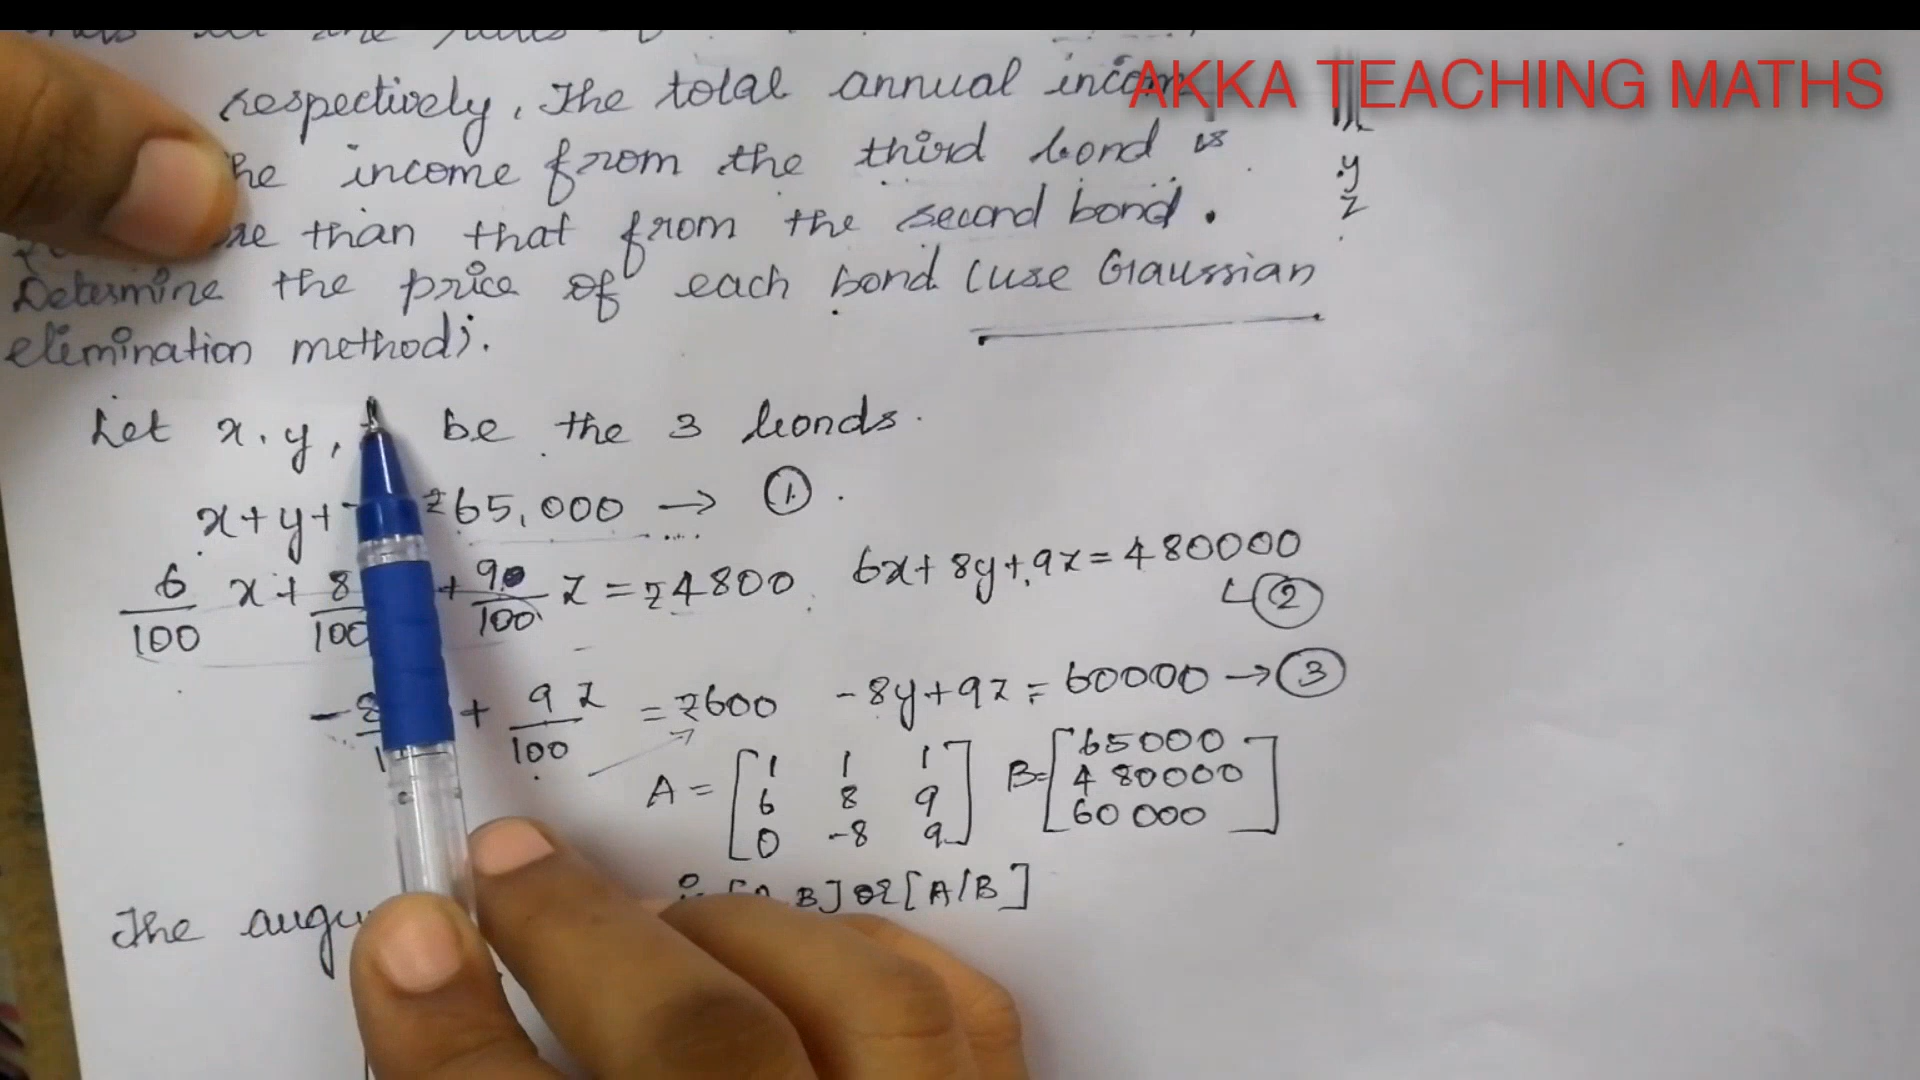 AKKA TEACHING MATHS
respectively, The total annual incom
he income from the third bond is
re than that from the second bond.
Determine the price of each bond (use Gaussian
elimination method).
Let x, y, be the 3 bonds.
x+y+ ₹65,000 → ①.
6/100 x + 8/100 + 9/100 z = ₹4800 6x+8y+9z=480000
↳②
- + 9z/100 = ₹600 -8y+9z=60000 → ③
A = [1 1 1 B=[65000
6 8 9 480000
0 -8 9] 60000]
The augu B] or [A/B]
y
z